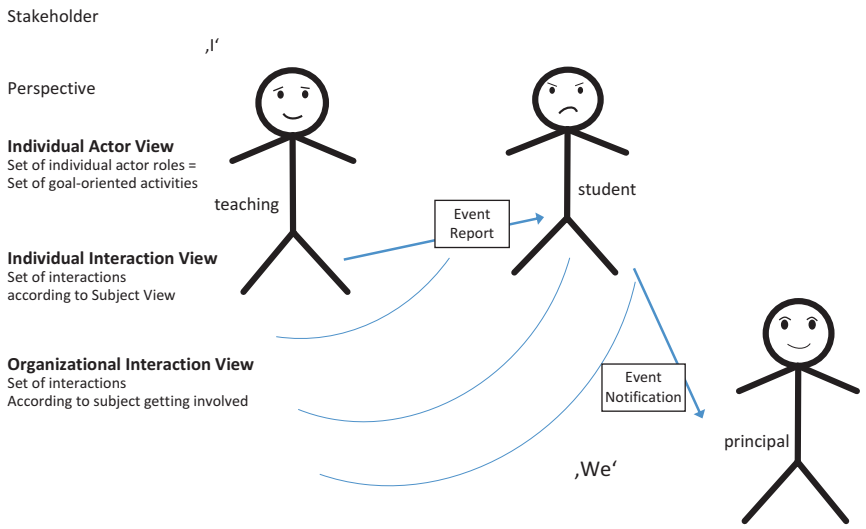 Stakeholder
‚I‘
Perspective
Individual Actor View
Set of individual actor roles =
Set of goal-oriented activities
teaching
student
Event
Report
Individual Interaction View
Set of interactions
according to Subject View
Organizational Interaction View
Set of interactions
According to subject getting involved
Event
Notification
principal
‚We‘